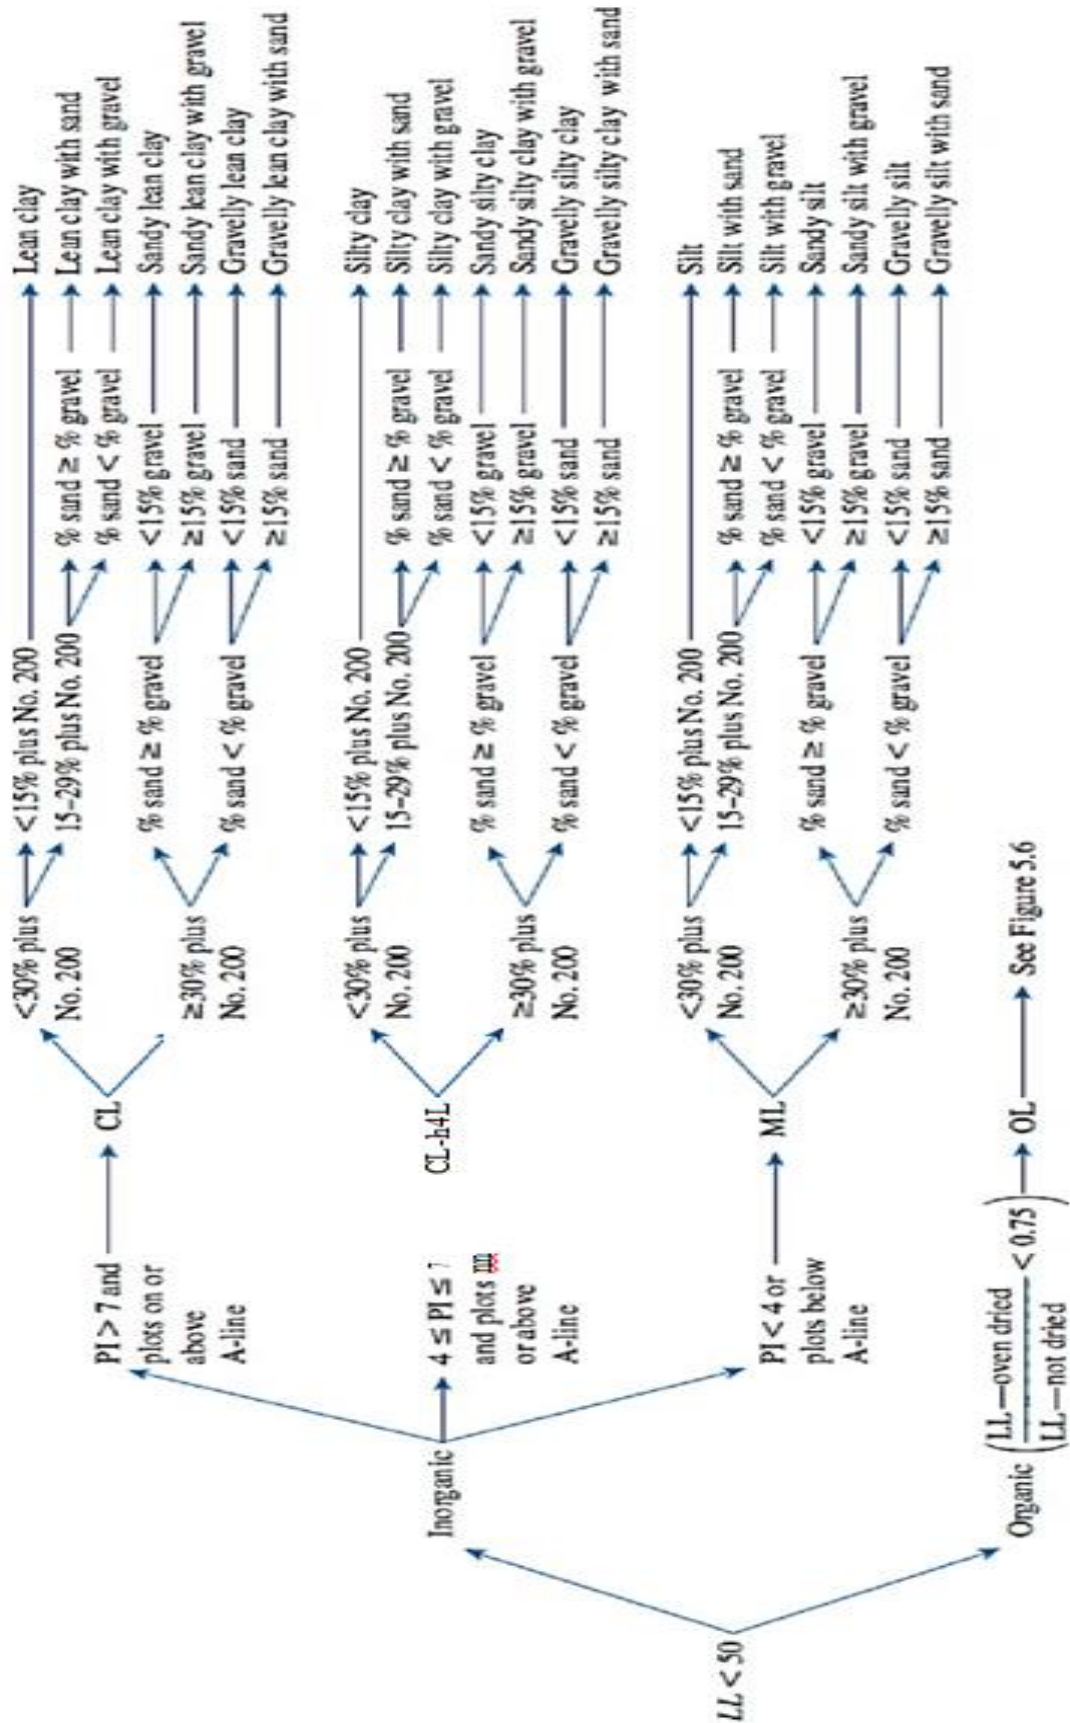 LL < 50
Inorganic
Organic
(LL—oven dried
LL—not dried
< 0.75)
PI > 7 and
plots on or
above
A-line
4 ≤ PI ≤ 7
and plots nn
or above
A-line
PI < 4 or
plots below
A-line
CL
CL-h4L
ML
OL
See Figure 5.6
<30% plus
No. 200
≥30% plus
No. 200
<15% plus No. 200
15–29% plus No. 200
% sand ≥ % gravel
% sand < % gravel
% sand ≥ % gravel
% sand < % gravel
<15% gravel
≥15% gravel
<15% sand
≥15% sand
Lean clay
Lean clay with sand
Lean clay with gravel
Sandy lean clay
Sandy lean clay with gravel
Gravelly lean clay
Gravelly lean clay with sand
<30% plus
No. 200
≥30% plus
No. 200
<15% plus No. 200
15–29% plus No. 200
% sand ≥ % gravel
% sand < % gravel
% sand ≥ % gravel
% sand < % gravel
<15% gravel
≥15% gravel
<15% sand
≥15% sand
Silty clay
Silty clay with sand
Silty clay with gravel
Sandy silty clay
Sandy silty clay with gravel
Gravelly silty clay
Gravelly silty clay with sand
<30% plus
No. 200
≥30% plus
No. 200
<15% plus No. 200
15–29% plus No. 200
% sand ≥ % gravel
% sand < % gravel
% sand ≥ % gravel
% sand < % gravel
<15% gravel
≥15% gravel
<15% sand
≥15% sand
Silt
Silt with sand
Silt with gravel
Sandy silt
Sandy silt with gravel
Gravelly silt
Gravelly silt with sand